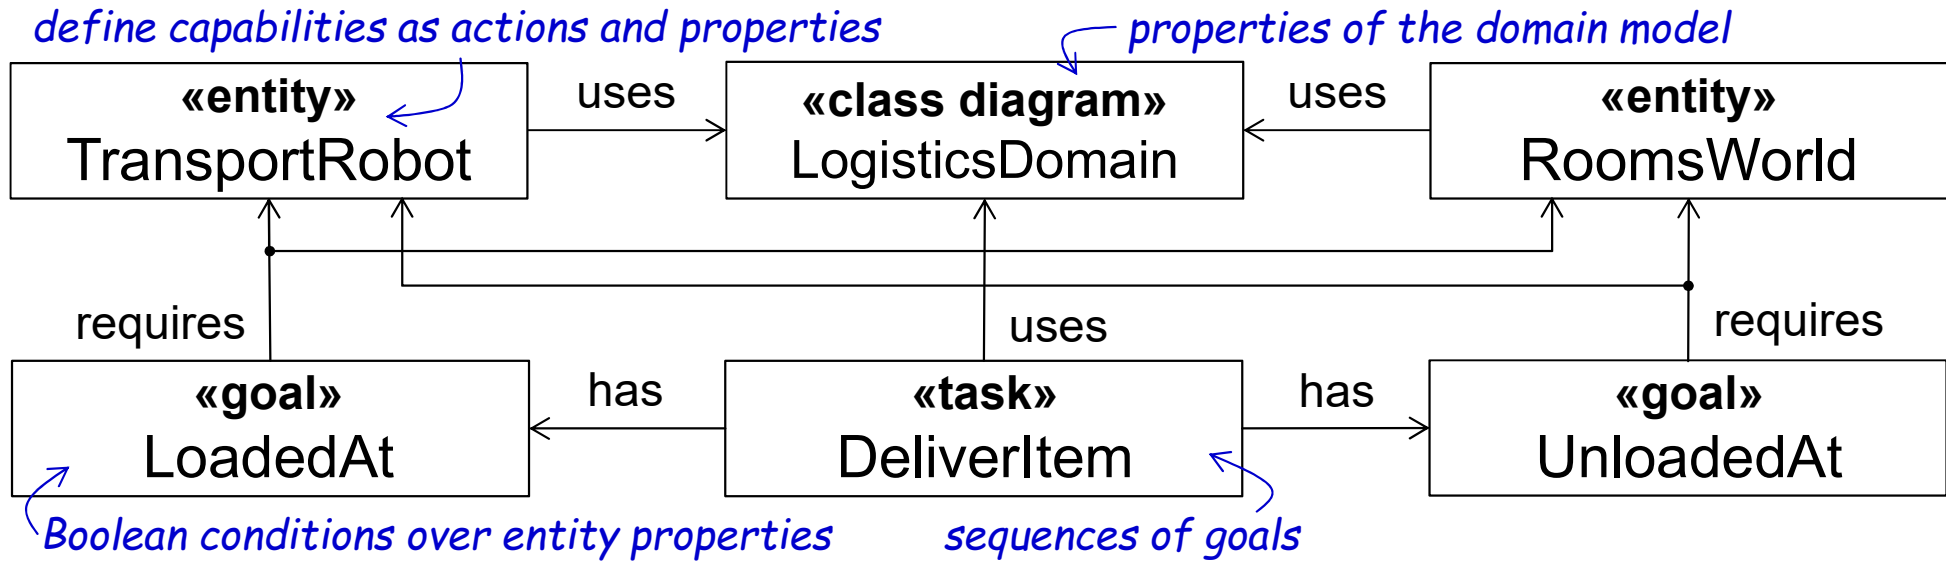 define capabilities as actions and properties
properties of the domain model
«entity»
TransportRobot
uses
«class diagram»
LogisticsDomain
uses
«entity»
RoomsWorld
requires
uses
requires
«goal»
LoadedAt
has
«task»
DeliverItem
has
«goal»
UnloadedAt
Boolean conditions over entity properties
sequences of goals